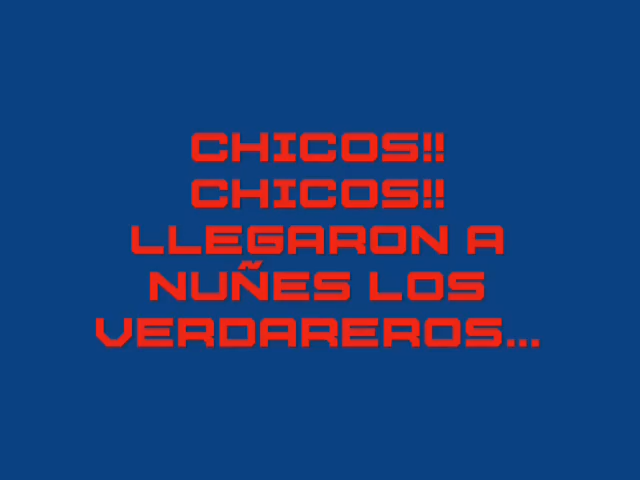 CHICOS!!
CHICOS!!
LLEGARON A
NUÑES LOS
VERDAREROS...